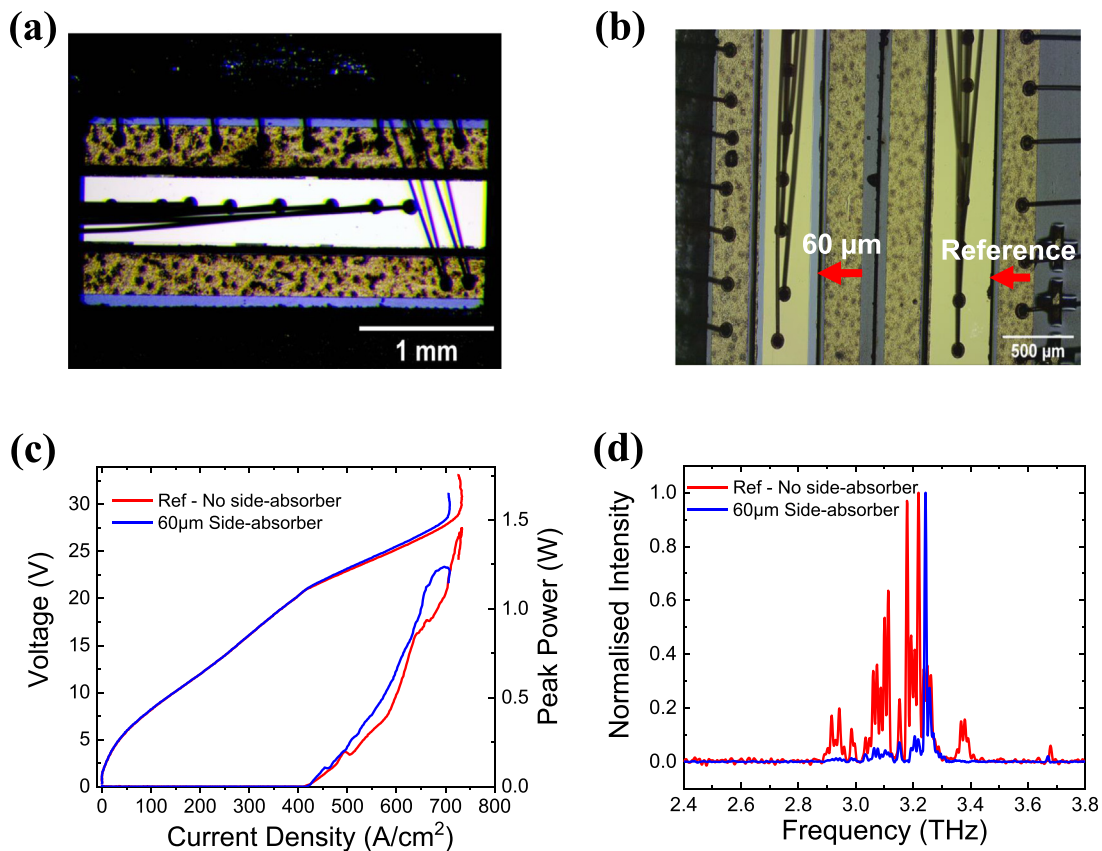 (a)
1 mm
(b)
60 µm
Reference
500 µm
(c)
Ref - No side-absorber
60µm Side-absorber
30
25
20
15
10
5
0
Voltage (V)
1.5
1.0
0.5
0.0
Peak Power (W)
0 100 200 300 400 500 600 700 800
Current Density (A/cm²)
(d)
Ref - No side-absorber
60µm Side-absorber
1.0
0.8
0.6
0.4
0.2
0.0
Normalised Intensity
2.4 2.6 2.8 3.0 3.2 3.4 3.6 3.8
Frequency (THz)